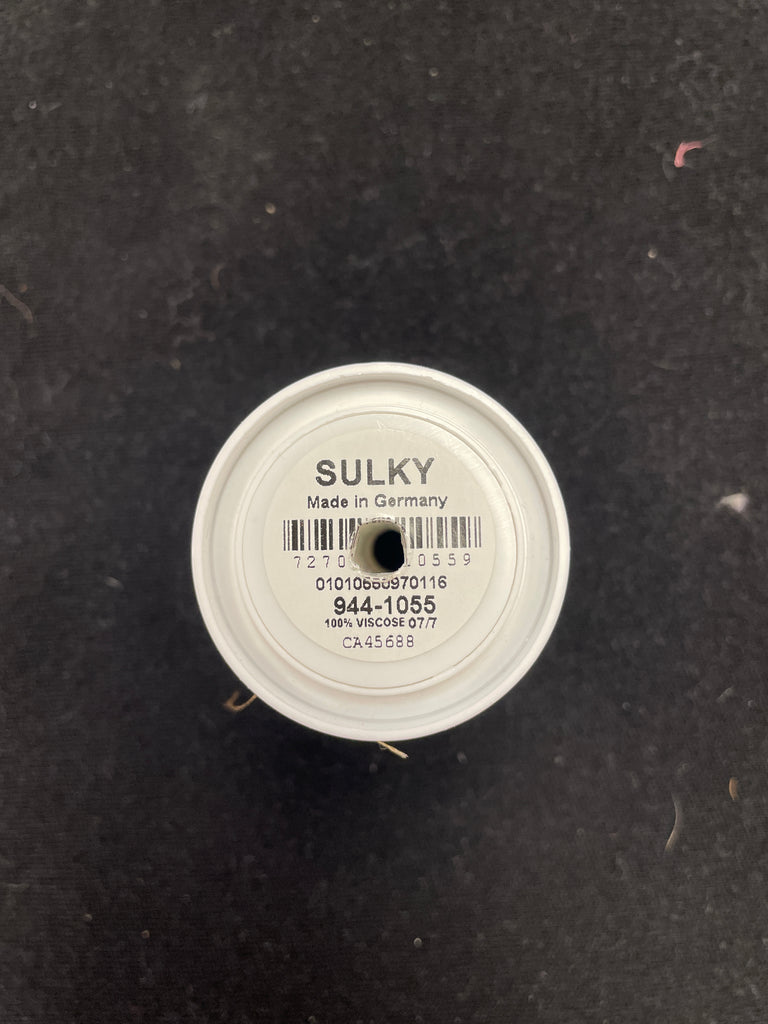 SULKY
Made in Germany
7270 10559
01010660970116
944-1055
100% VISCOSE 07/7
CA45688